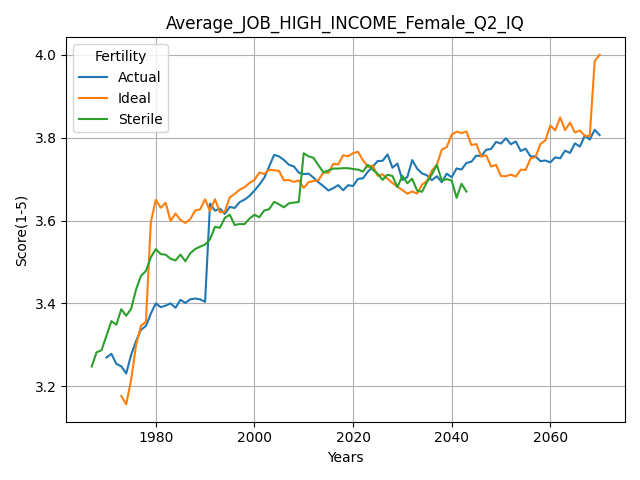 Average_JOB_HIGH_INCOME_Female_Q2_IQ
Fertility
Actual
Ideal
Sterile
4.0
3.8
3.6
3.4
3.2
Score(1-5)
1980 2000 2020 2040 2060
Years